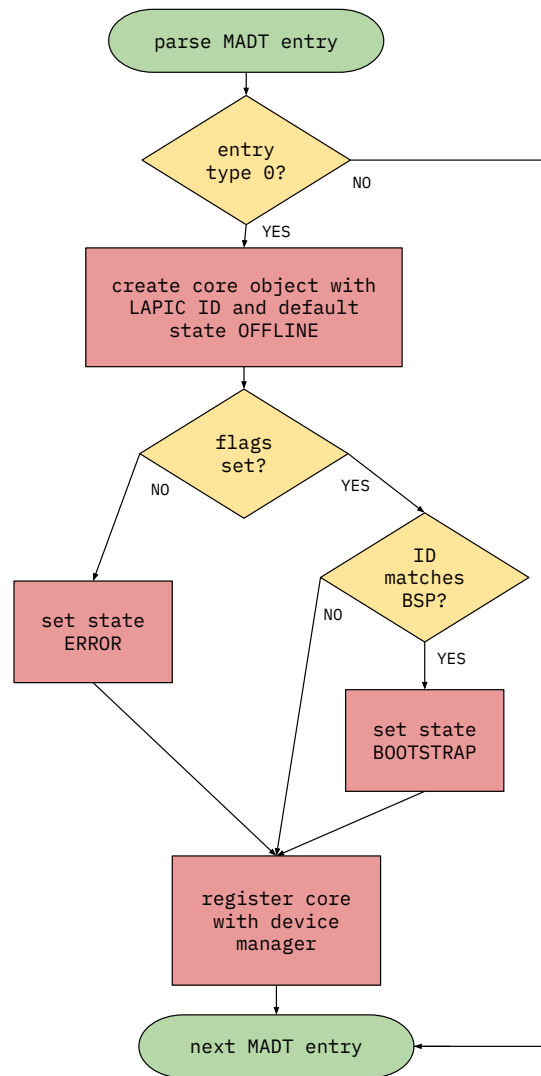 parse MADT entry
entry
type 0?
NO
YES
create core object with
LAPIC ID and default
state OFFLINE
flags
set?
NO
YES
ID
matches
BSP?
set state
ERROR
NO
YES
set state
BOOTSTRAP
register core
with device
manager
next MADT entry